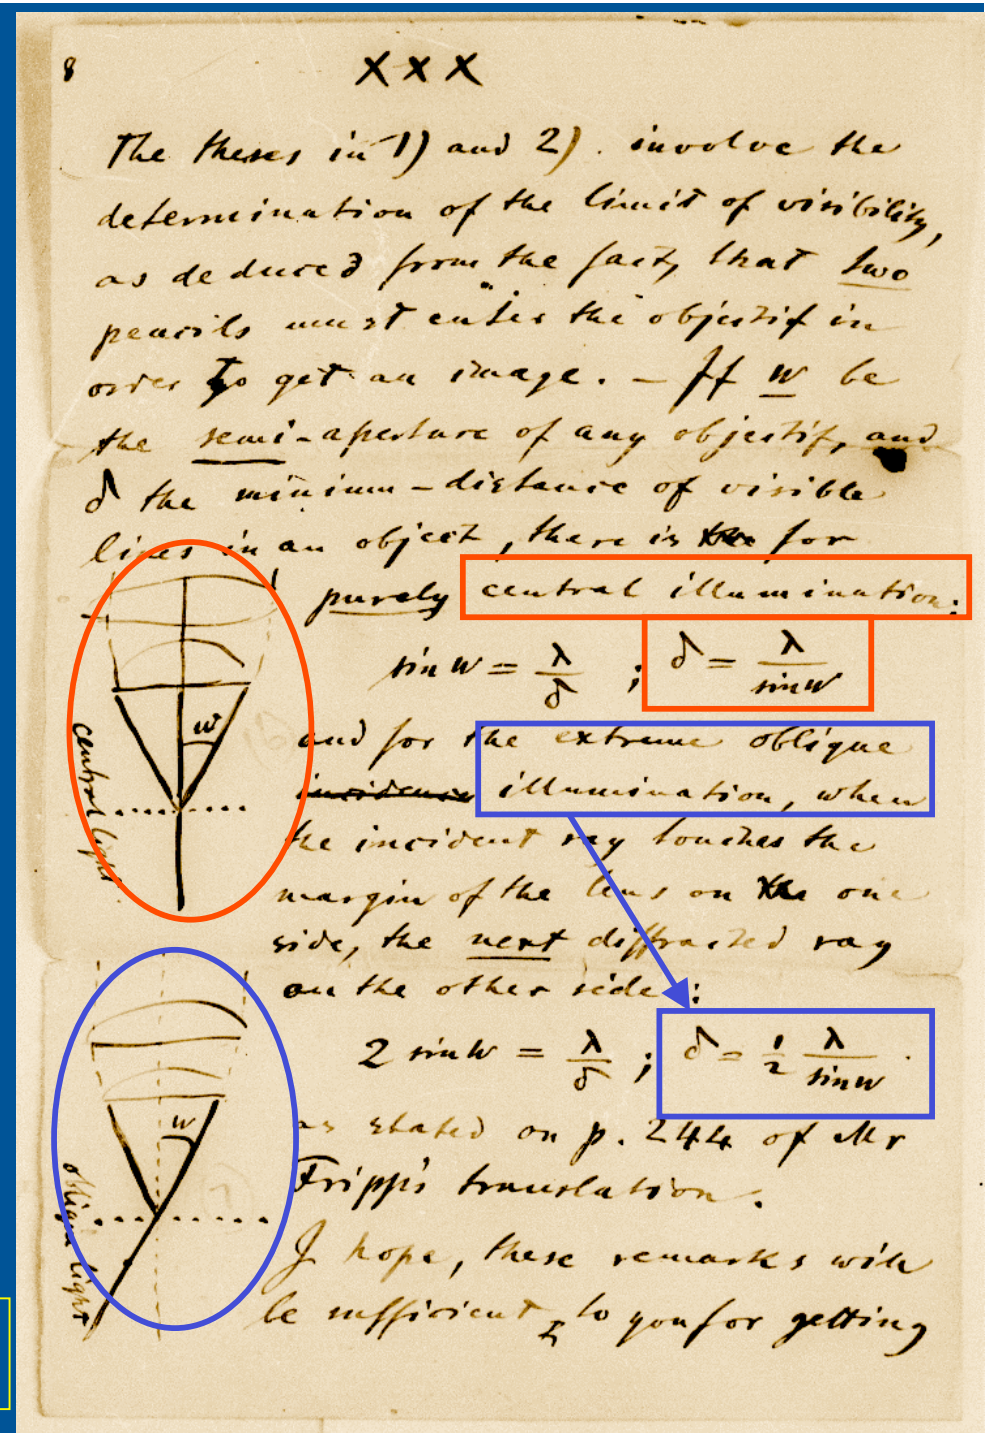 8
x x x
The theses in 1) and 2). involve the
determination of the limit of visibility,
as deduced from the fact, that two
pencils must enter the objectif in
order to get an image. – If w be
the semi-aperture of any objectif, and
δ the minimum-distance of visible
lines in an object, there is for
purely central illumination:
sin w = λ/δ ; δ = λ/sin w
and for the extreme oblique
incidence illumination, when
the incident ray touches the
margin of the lens on the one
side, the next diffracted ray
on the other side:
2 sin w = λ/δ ; δ = 1/2 λ/sin w
as stated on p. 244 of Mr
Fripp's translation.
I hope, these remarks will
be sufficient to you for getting
w
central light
w
oblique light